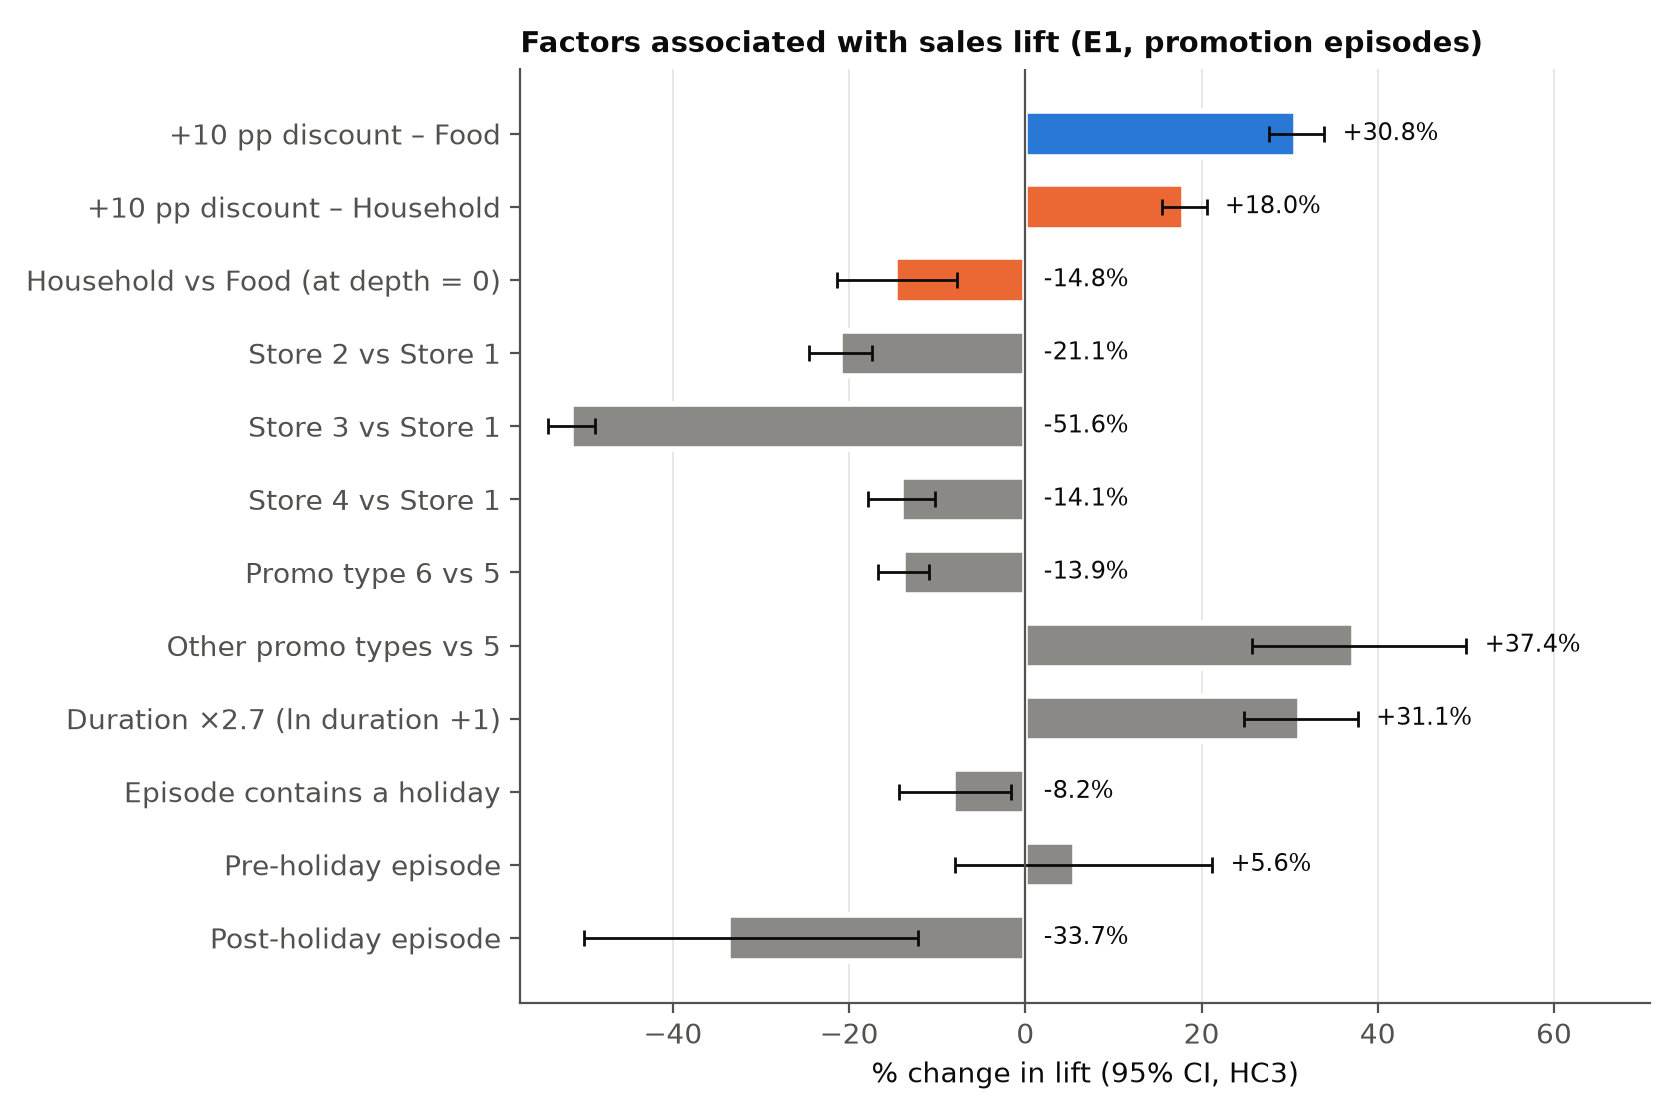 Factors associated with sales lift (E1, promotion episodes)
+10 pp discount – Food
+30.8%
+10 pp discount – Household
+18.0%
Household vs Food (at depth = 0)
-14.8%
Store 2 vs Store 1
-21.1%
Store 3 vs Store 1
-51.6%
Store 4 vs Store 1
-14.1%
Promo type 6 vs 5
-13.9%
Other promo types vs 5
+37.4%
Duration ×2.7 (ln duration +1)
+31.1%
Episode contains a holiday
-8.2%
Pre-holiday episode
+5.6%
Post-holiday episode
-33.7%
−40 −20 0 20 40 60
% change in lift (95% CI, HC3)